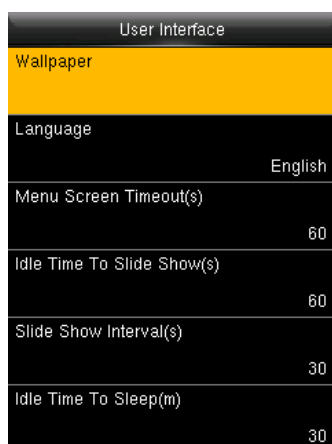 User Interface
Wallpaper
Language
English
Menu Screen Timeout(s)
60
Idle Time To Slide Show(s)
60
Slide Show Interval(s)
30
Idle Time To Sleep(m)
30